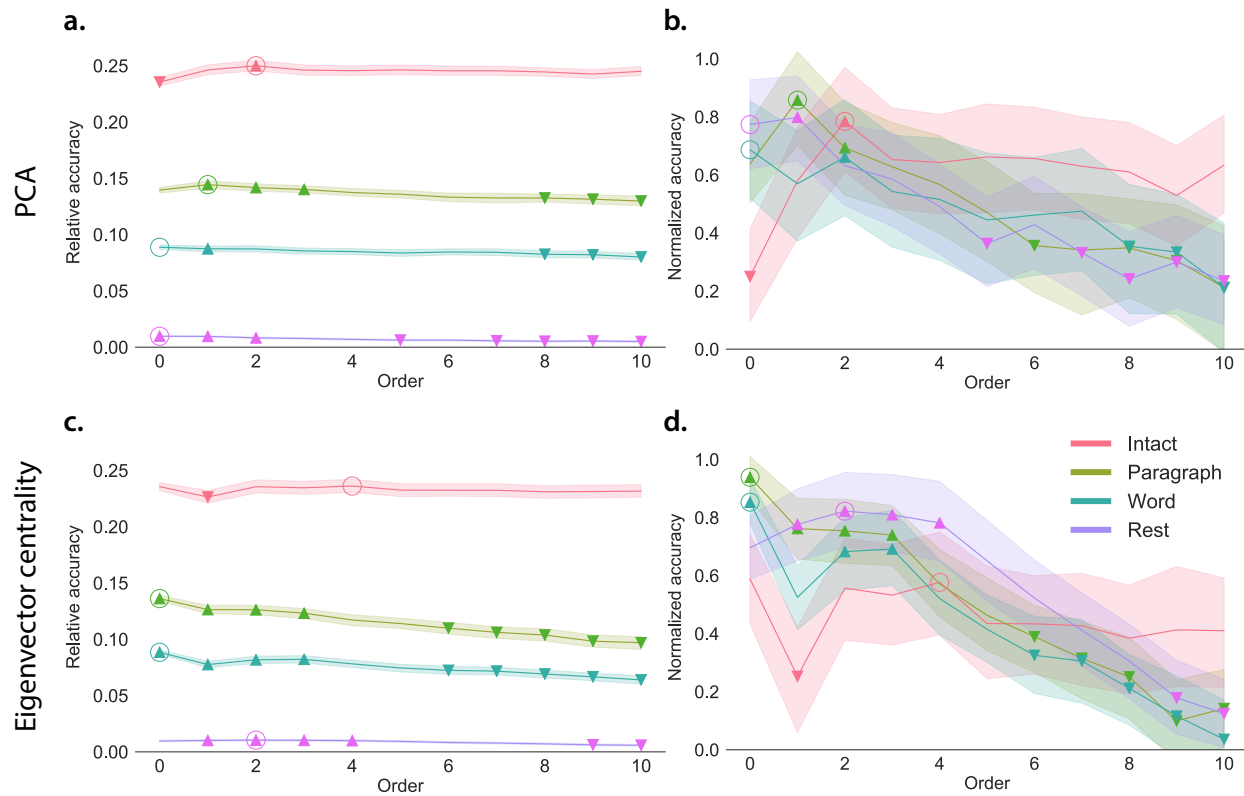 a.
b.
PCA
Relative accuracy
0.25
0.20
0.15
0.10
0.05
0.00
0 2 4 6 8 10
Order
Normalized accuracy
1.0
0.8
0.6
0.4
0.2
0.0
0 2 4 6 8 10
Order
c.
d.
Eigenvector centrality
Relative accuracy
0.25
0.20
0.15
0.10
0.05
0.00
0 2 4 6 8 10
Order
Normalized accuracy
1.0
0.8
0.6
0.4
0.2
0.0
0 2 4 6 8 10
Order
Intact
Paragraph
Word
Rest